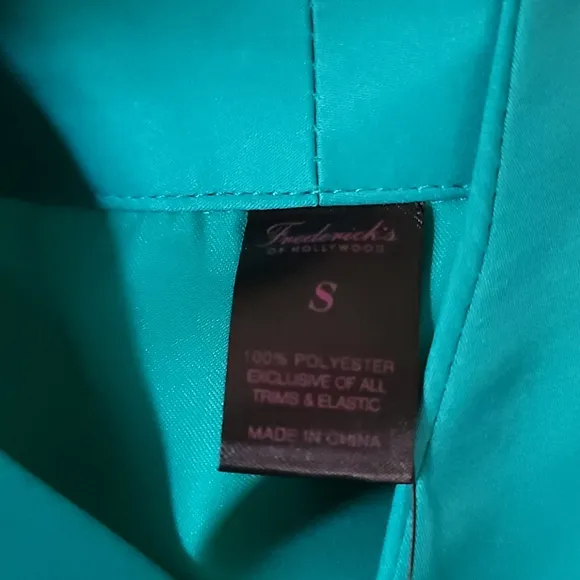 Frederick's
OF HOLLYWOOD
S
100% POLYESTER
EXCLUSIVE OF ALL
TRIMS & ELASTIC
MADE IN CHINA